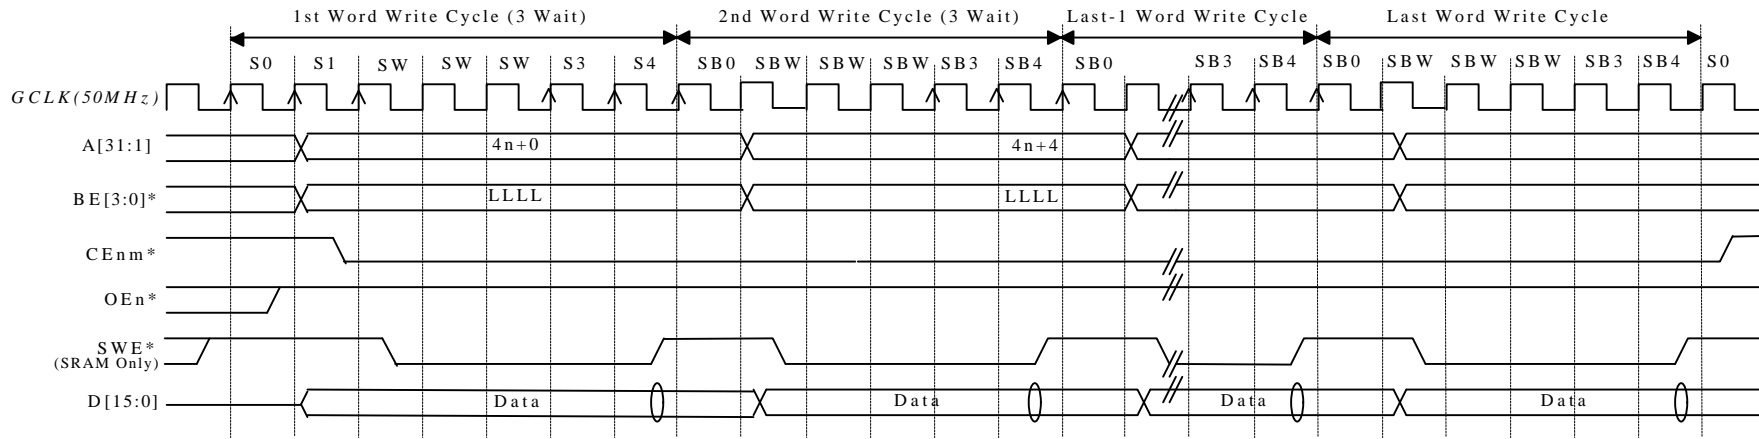 1st Word Write Cycle (3 Wait) 2nd Word Write Cycle (3 Wait) Last-1 Word Write Cycle Last Word Write Cycle
S0 S1 SW SW SW S3 S4 SB0 SBW SBW SBW SB3 SB4 SB0 SB3 SB4 SB0 SBW SBW SBW SB3 SB4 S0
GCLK(50MHz)
A[31:1] 4n+0 4n+4
BE[3:0]* LLLL LLLL
CEnm*
OEn*
SWE*
(SRAM Only)
D[15:0] Data Data Data Data